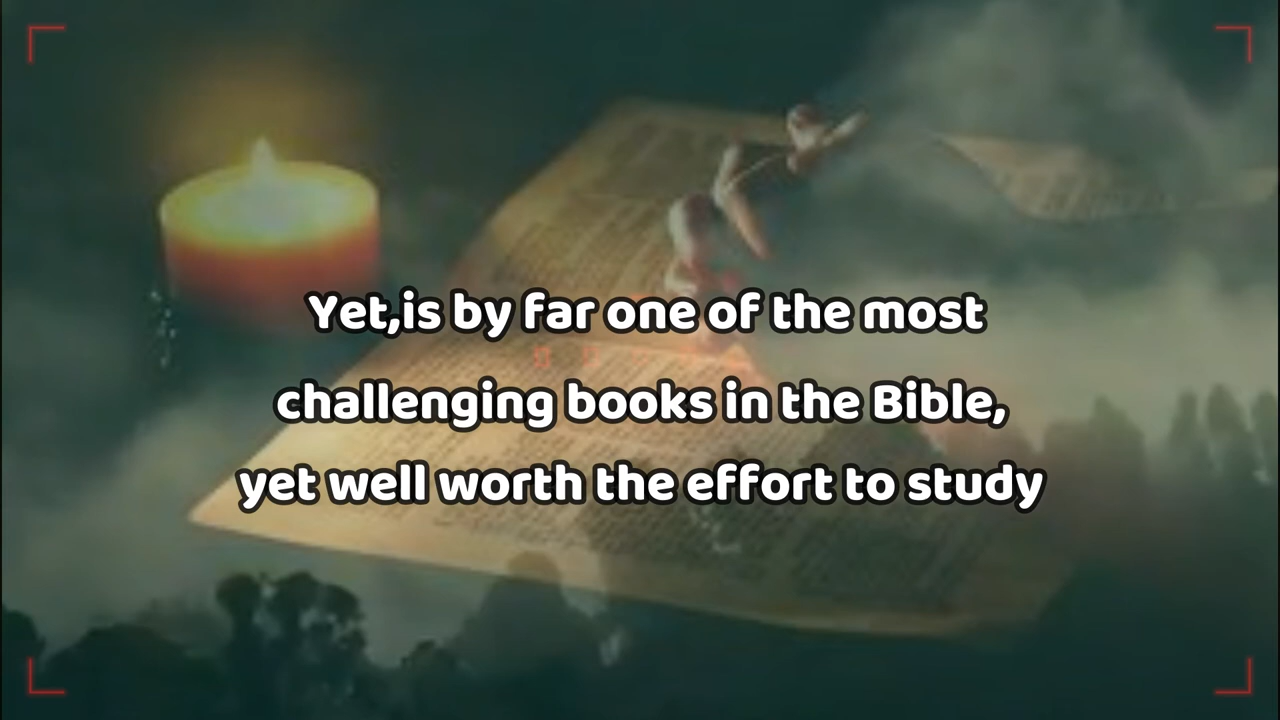 Yet,is by far one of the most
challenging books in the Bible,
yet well worth the effort to study